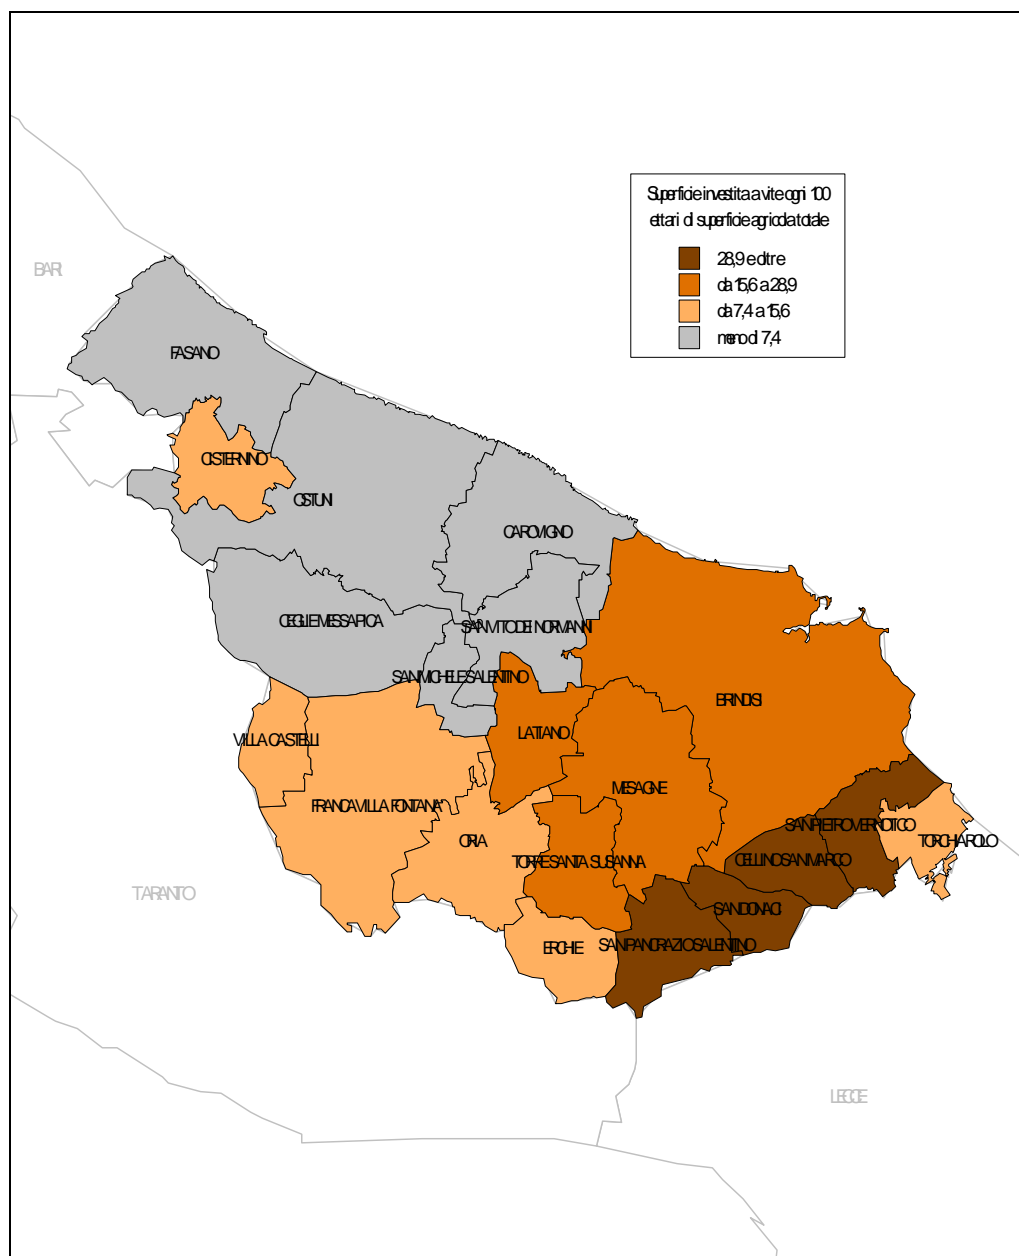 Superficie investita a vite ogni 100
ettari di superficie agricola totale
28,9 e oltre
da 15,6 a 28,9
da 7,4 a 15,6
meno di 7,4
BARI
FASANO
CISTERNINO
OSTUNI
CAROVIGNO
CEGLIE MESSAPICA
SAN VITO DEI NORMANNI
SAN MICHELE SALENTINO
BRINDISI
VILLA CASTELLI
LATIANO
MESAGNE
FRANCAVILLA FONTANA*
SAN PIETRO VERNOTICO
ORIA
TORCHIAROLO
TORRE SANTA SUSANNA
CELLINO SAN MARCO
TARANTO
SAN DONACI
ERCHIE
SAN PANCRAZIO SALENTINO
LECCE